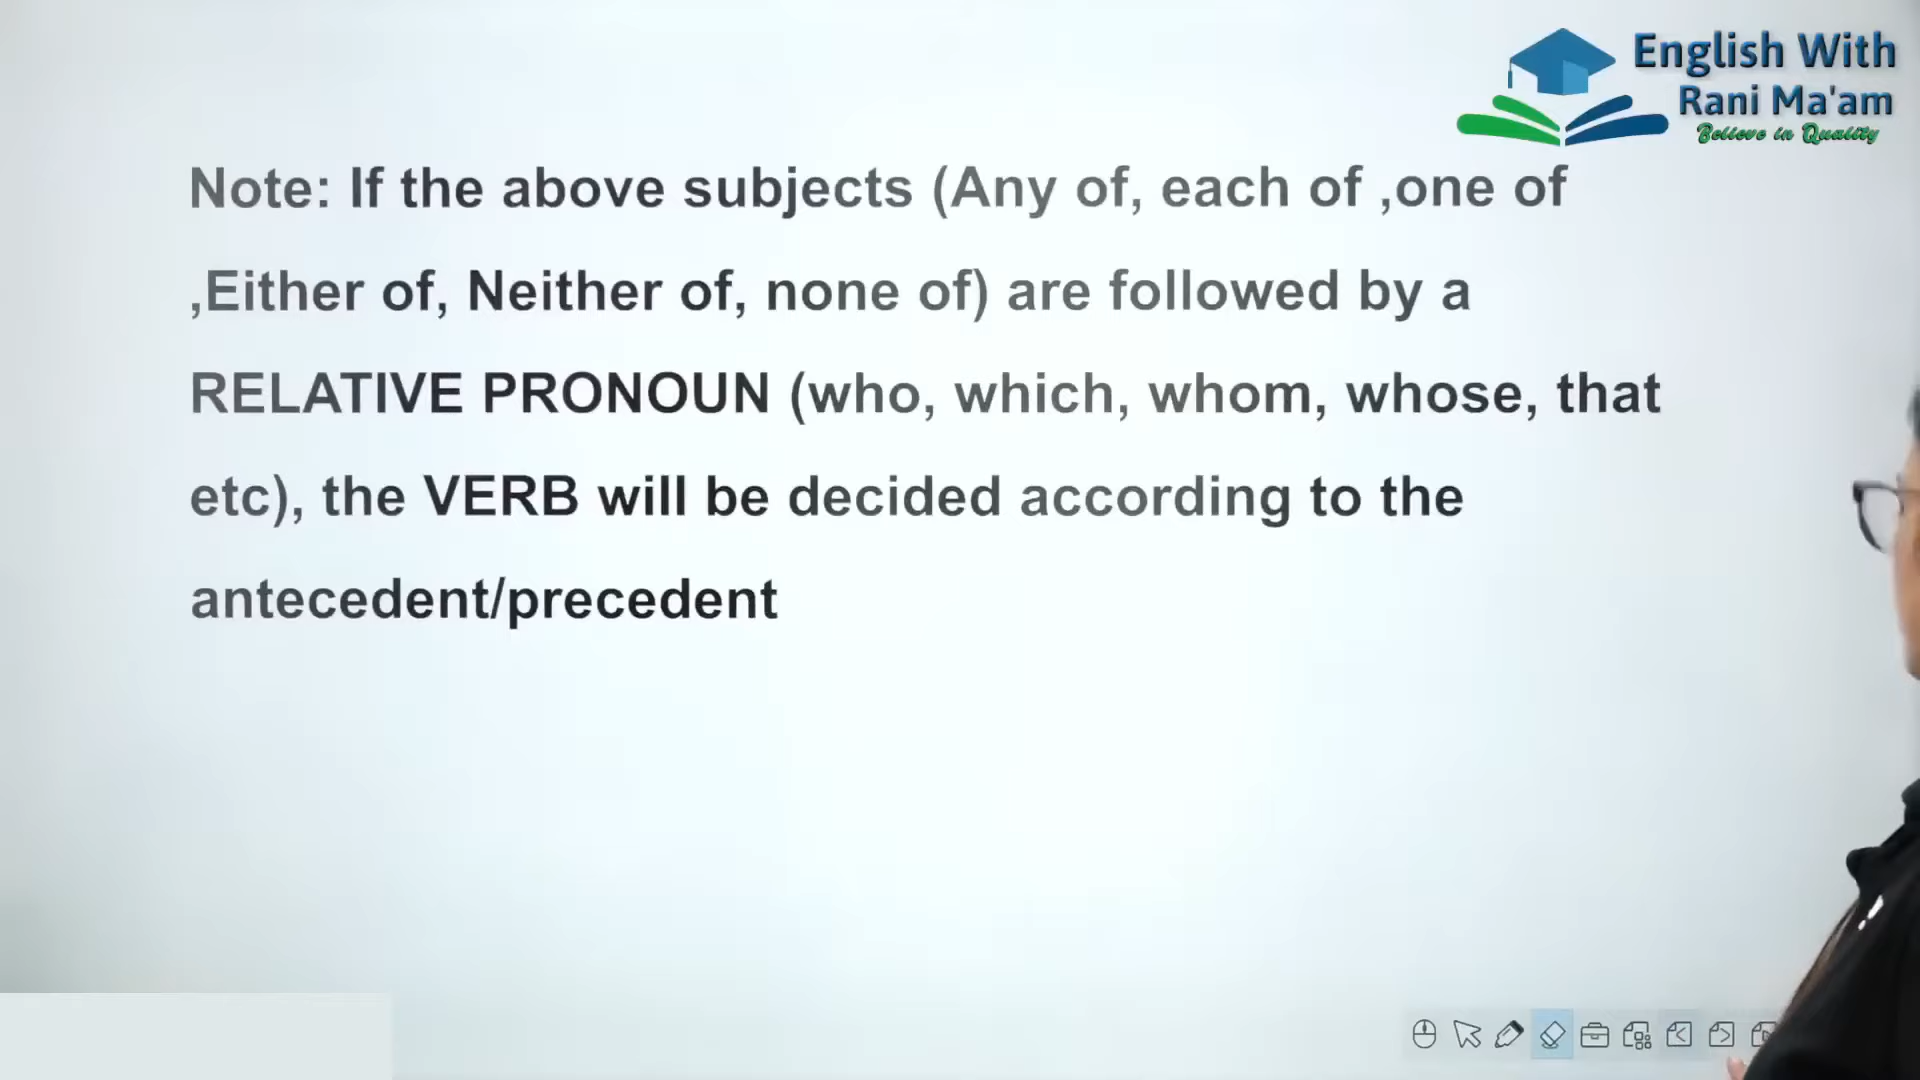 English With
Rani Ma'am
Believe in Quality
Note: If the above subjects (Any of, each of ,one of
,Either of, Neither of, none of) are followed by a
RELATIVE PRONOUN (who, which, whom, whose, that
etc), the VERB will be decided according to the
antecedent/precedent